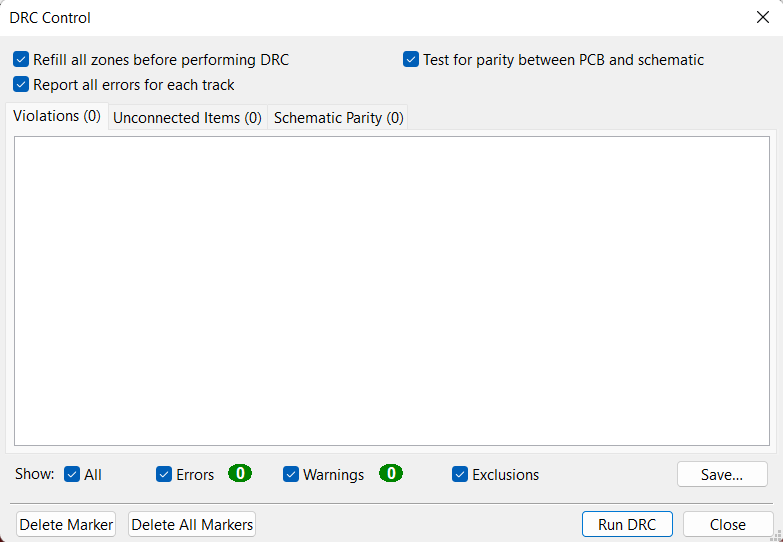 DRC Control
Refill all zones before performing DRC
Test for parity between PCB and schematic
Report all errors for each track
Violations (0) Unconnected Items (0) Schematic Parity (0)
Show: All Errors 0 Warnings 0 Exclusions Save...
Delete Marker Delete All Markers Run DRC Close